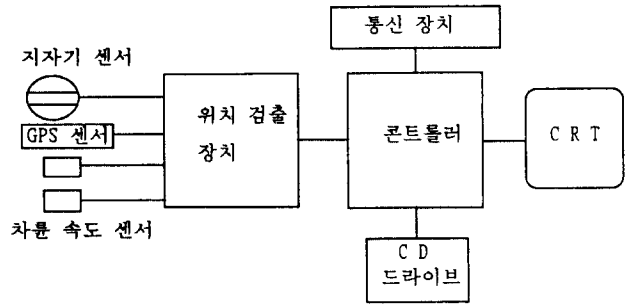 통신 장치
지자기 센서
GPS 센서
위치 검출
장치
콘트롤러
C R T
차륜 속도 센서
C D
드라이브